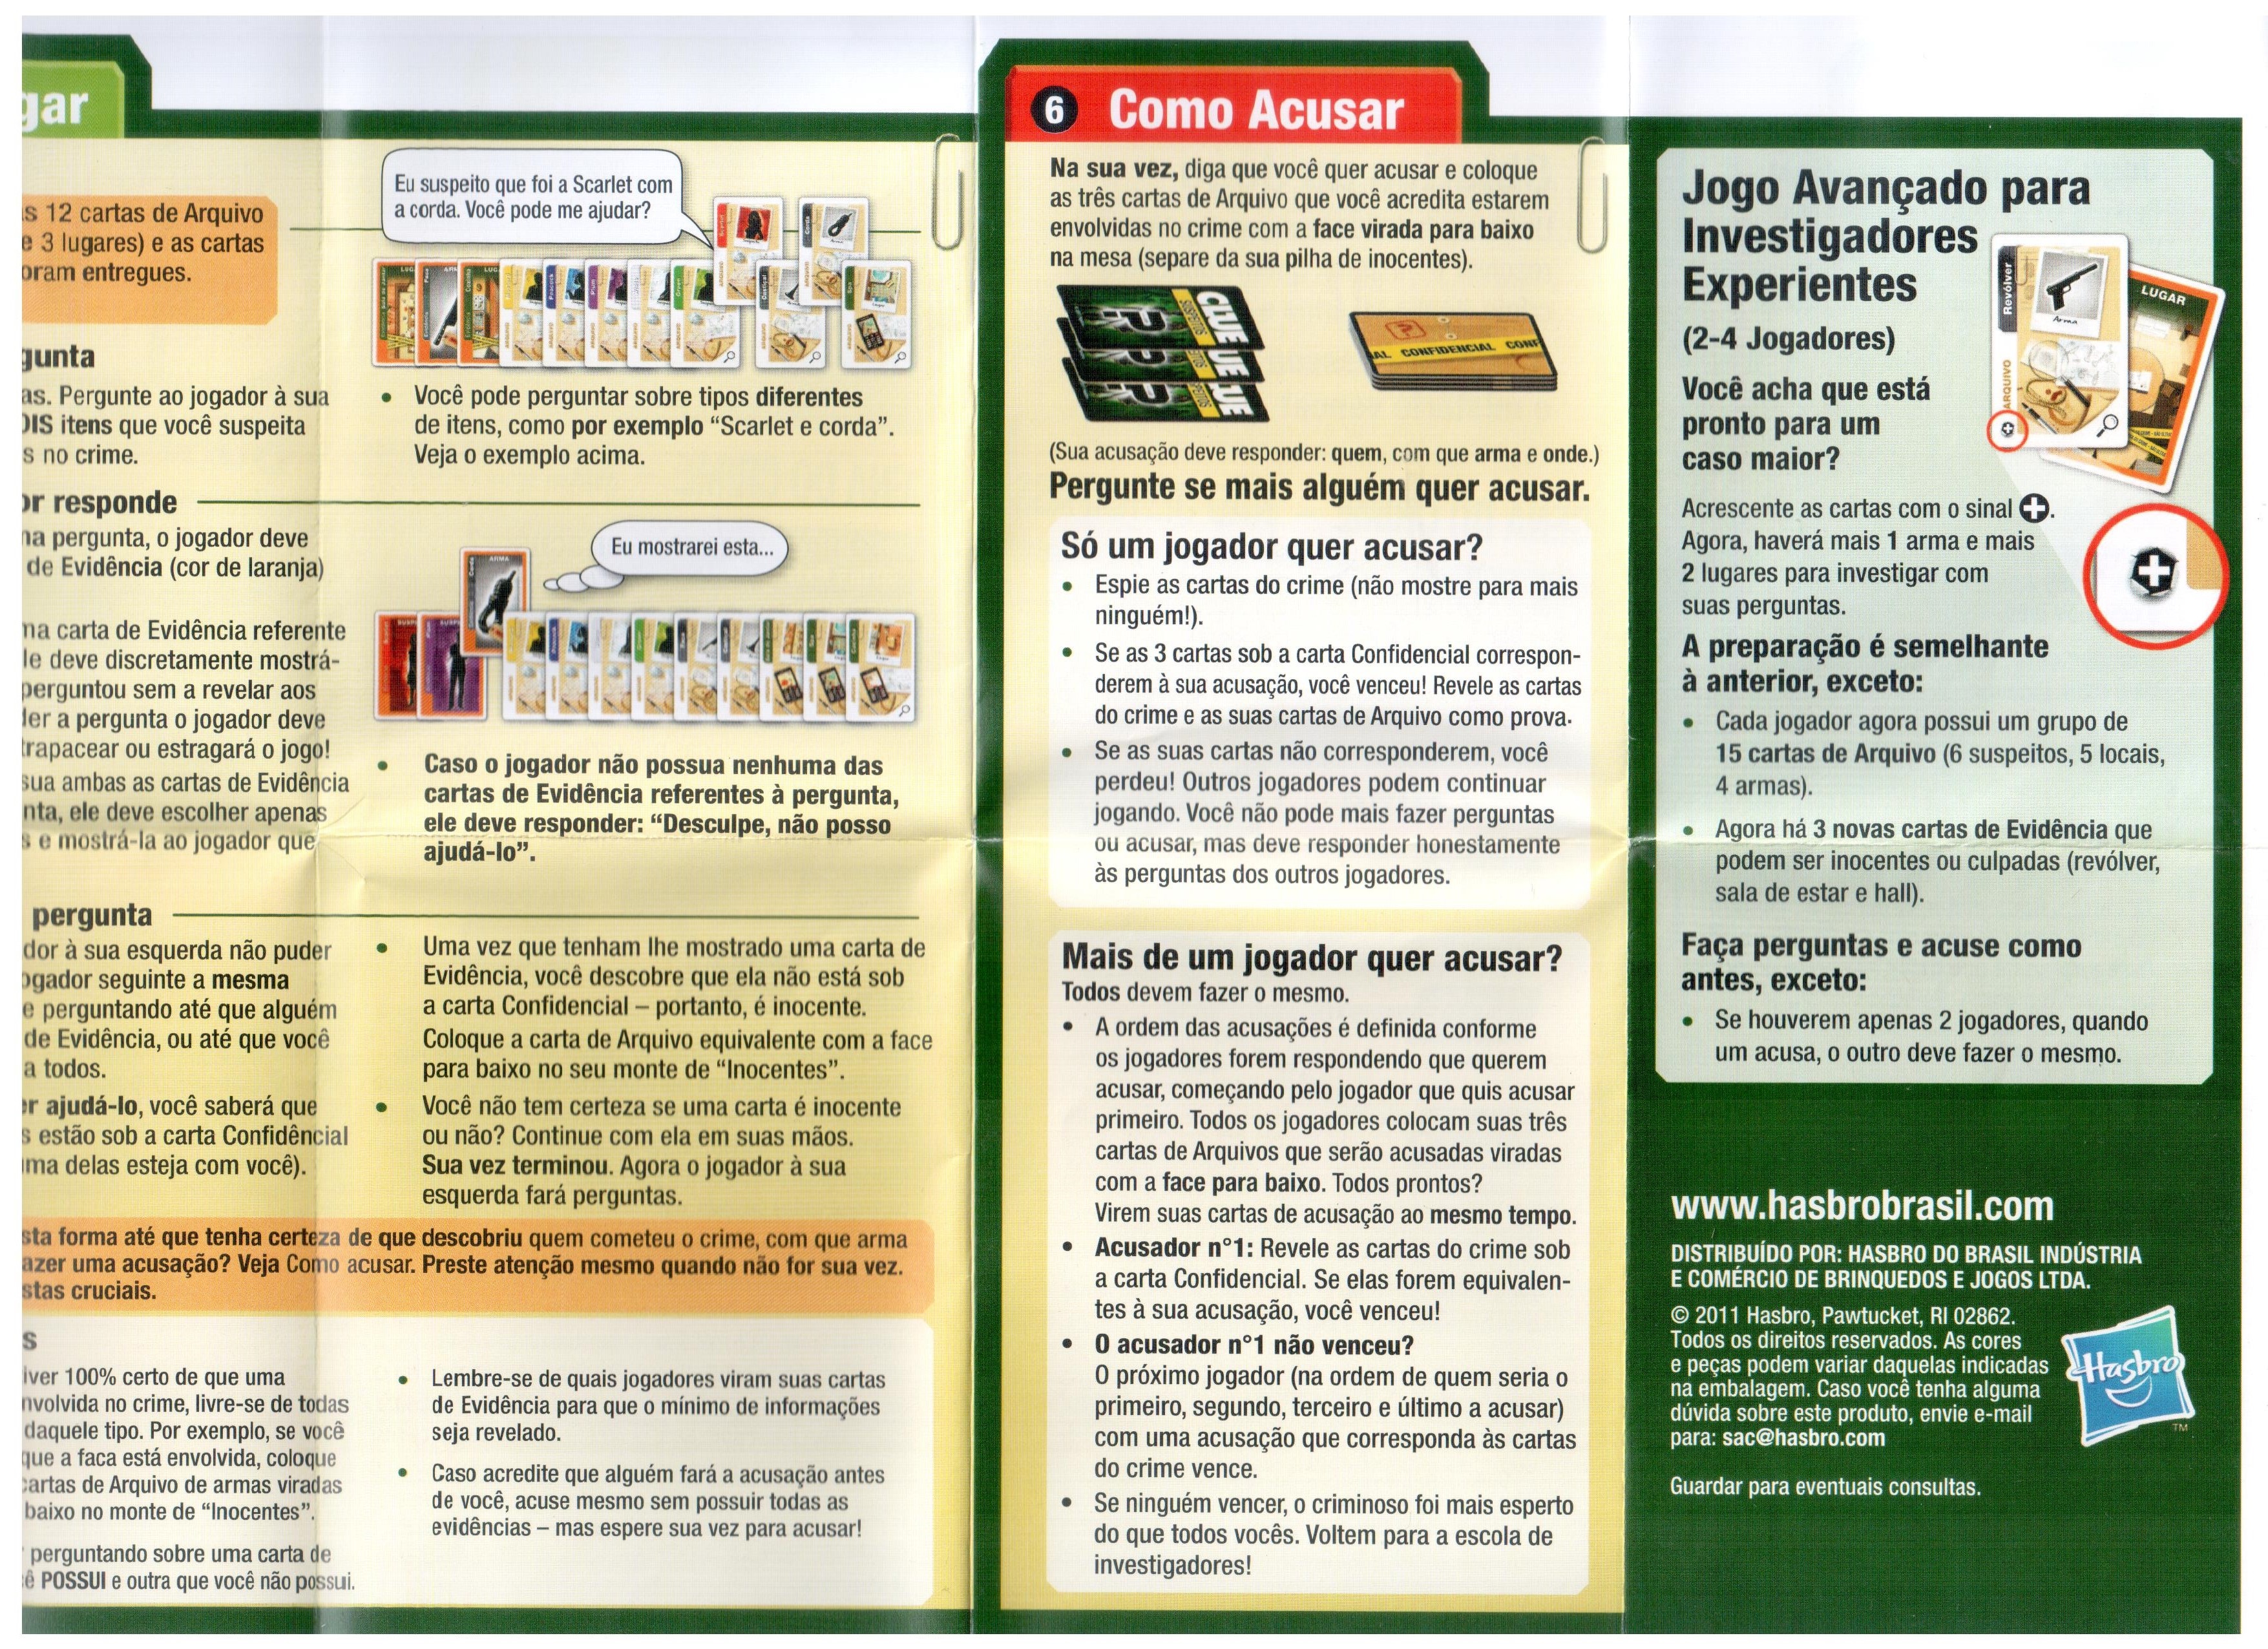 gar
s 12 cartas de Arquivo
e 3 lugares) e as cartas
oram entregues.
gunta
as. Pergunte ao jogador à sua
OIS itens que você suspeita
s no crime.
or responde
na pergunta, o jogador deve
de Evidência (cor de laranja)
na carta de Evidência referente
le deve discretamente mostrá-
perguntou sem a revelar aos
der a pergunta o jogador deve
trapacear ou estragará o jogo!
sua ambas as cartas de Evidência
nta, ele deve escolher apenas
s e mostrá-la ao jogador que
pergunta
dor à sua esquerda não puder
ogador seguinte a mesma
e perguntando até que alguém
de Evidência, ou até que você
a todos.
er ajudá-lo, você saberá que
s estão sob a carta Confidêncial
ma delas esteja com você).
Eu suspeito que foi a Scarlet com
a corda. Você pode me ajudar?
• Você pode perguntar sobre tipos diferentes
de itens, como por exemplo “Scarlet e corda”.
Veja o exemplo acima.
Eu mostrarei esta...
ARMA
• Caso o jogador não possua nenhuma das
cartas de Evidência referentes à pergunta,
ele deve responder: “Desculpe, não posso
ajudá-lo”.
• Uma vez que tenham lhe mostrado uma carta de
Evidência, você descobre que ela não está sob
a carta Confidencial – portanto, é inocente.
Coloque a carta de Arquivo equivalente com a face
para baixo no seu monte de “Inocentes”.
• Você não tem certeza se uma carta é inocente
ou não? Continue com ela em suas mãos.
Sua vez terminou. Agora o jogador à sua
esquerda fará perguntas.
sta forma até que tenha certeza de que descobriu quem cometeu o crime, com que arma
azer uma acusação? Veja Como acusar. Preste atenção mesmo quando não for sua vez.
stas cruciais.
s
iver 100% certo de que uma
nvolvida no crime, livre-se de todas
daquele tipo. Por exemplo, se você
que a faca está envolvida, coloque
cartas de Arquivo de armas viradas
baixo no monte de “Inocentes”.
perguntando sobre uma carta de
ê POSSUI e outra que você não possui.
• Lembre-se de quais jogadores viram suas cartas
de Evidência para que o mínimo de informações
seja revelado.
• Caso acredite que alguém fará a acusação antes
de você, acuse mesmo sem possuir todas as
evidências – mas espere sua vez para acusar!
6 Como Acusar
Na sua vez, diga que você quer acusar e coloque
as três cartas de Arquivo que você acredita estarem
envolvidas no crime com a face virada para baixo
na mesa (separe da sua pilha de inocentes).
CLUE SUSPEITOS
CONFIDENCIAL
(Sua acusação deve responder: quem, com que arma e onde.)
Pergunte se mais alguém quer acusar.
Só um jogador quer acusar?
• Espie as cartas do crime (não mostre para mais
ninguém!).
• Se as 3 cartas sob a carta Confidencial correspon-
derem à sua acusação, você venceu! Revele as cartas
do crime e as suas cartas de Arquivo como prova.
• Se as suas cartas não corresponderem, você
perdeu! Outros jogadores podem continuar
jogando. Você não pode mais fazer perguntas
ou acusar, mas deve responder honestamente
às perguntas dos outros jogadores.
Mais de um jogador quer acusar?
Todos devem fazer o mesmo.
• A ordem das acusações é definida conforme
os jogadores forem respondendo que querem
acusar, começando pelo jogador que quis acusar
primeiro. Todos os jogadores colocam suas três
cartas de Arquivos que serão acusadas viradas
com a face para baixo. Todos prontos?
Virem suas cartas de acusação ao mesmo tempo.
• Acusador n°1: Revele as cartas do crime sob
a carta Confidencial. Se elas forem equivalen-
tes à sua acusação, você venceu!
• O acusador n°1 não venceu?
O próximo jogador (na ordem de quem seria o
primeiro, segundo, terceiro e último a acusar)
com uma acusação que corresponda às cartas
do crime vence.
• Se ninguém vencer, o criminoso foi mais esperto
do que todos vocês. Voltem para a escola de
investigadores!
Jogo Avançado para
Investigadores
Experientes
(2-4 Jogadores)
Você acha que está
pronto para um
caso maior?
Revólver
Arma
ARQUIVO
LUGAR
Acrescente as cartas com o sinal +.
Agora, haverá mais 1 arma e mais
2 lugares para investigar com
suas perguntas.
A preparação é semelhante
à anterior, exceto:
• Cada jogador agora possui um grupo de
15 cartas de Arquivo (6 suspeitos, 5 locais,
4 armas).
• Agora há 3 novas cartas de Evidência que
podem ser inocentes ou culpadas (revólver,
sala de estar e hall).
Faça perguntas e acuse como
antes, exceto:
• Se houverem apenas 2 jogadores, quando
um acusa, o outro deve fazer o mesmo.
www.hasbrobrasil.com
DISTRIBUÍDO POR: HASBRO DO BRASIL INDÚSTRIA
E COMÉRCIO DE BRINQUEDOS E JOGOS LTDA.
© 2011 Hasbro, Pawtucket, RI 02862.
Todos os direitos reservados. As cores
e peças podem variar daquelas indicadas
na embalagem. Caso você tenha alguma
dúvida sobre este produto, envie e-mail
para: sac@hasbro.com
Hasbro
TM
Guardar para eventuais consultas.